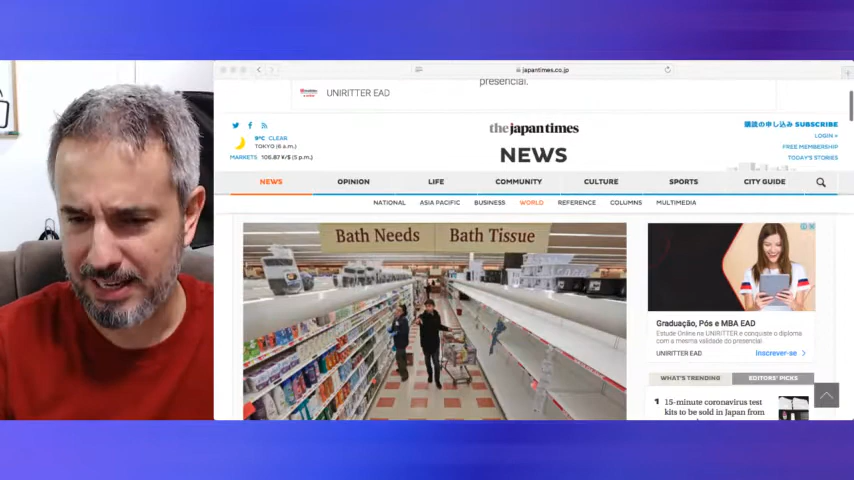 japantimes.co.jp
presencial.
UNIRITTER EAD
9°C CLEAR
TOKYO (6 a.m.)
MARKETS 106.87 ¥/$ (5 p.m.)
the japantimes
NEWS
購読の申し込み SUBSCRIBE
LOGIN
FREE MEMBERSHIP
TODAY'S STORIES
NEWS OPINION LIFE COMMUNITY CULTURE SPORTS CITY GUIDE
NATIONAL ASIA PACIFIC BUSINESS WORLD REFERENCE COLUMNS MULTIMEDIA
Bath Needs Bath Tissue
Graduação, Pós e MBA EAD
Estude Online na UNIRITTER e conquiste o diploma
com a mesma validade do presencial.
UNIRITTER EAD Inscrever-se
WHAT'S TRENDING EDITORS' PICKS
1 15-minute coronavirus test
kits to be sold in Japan from